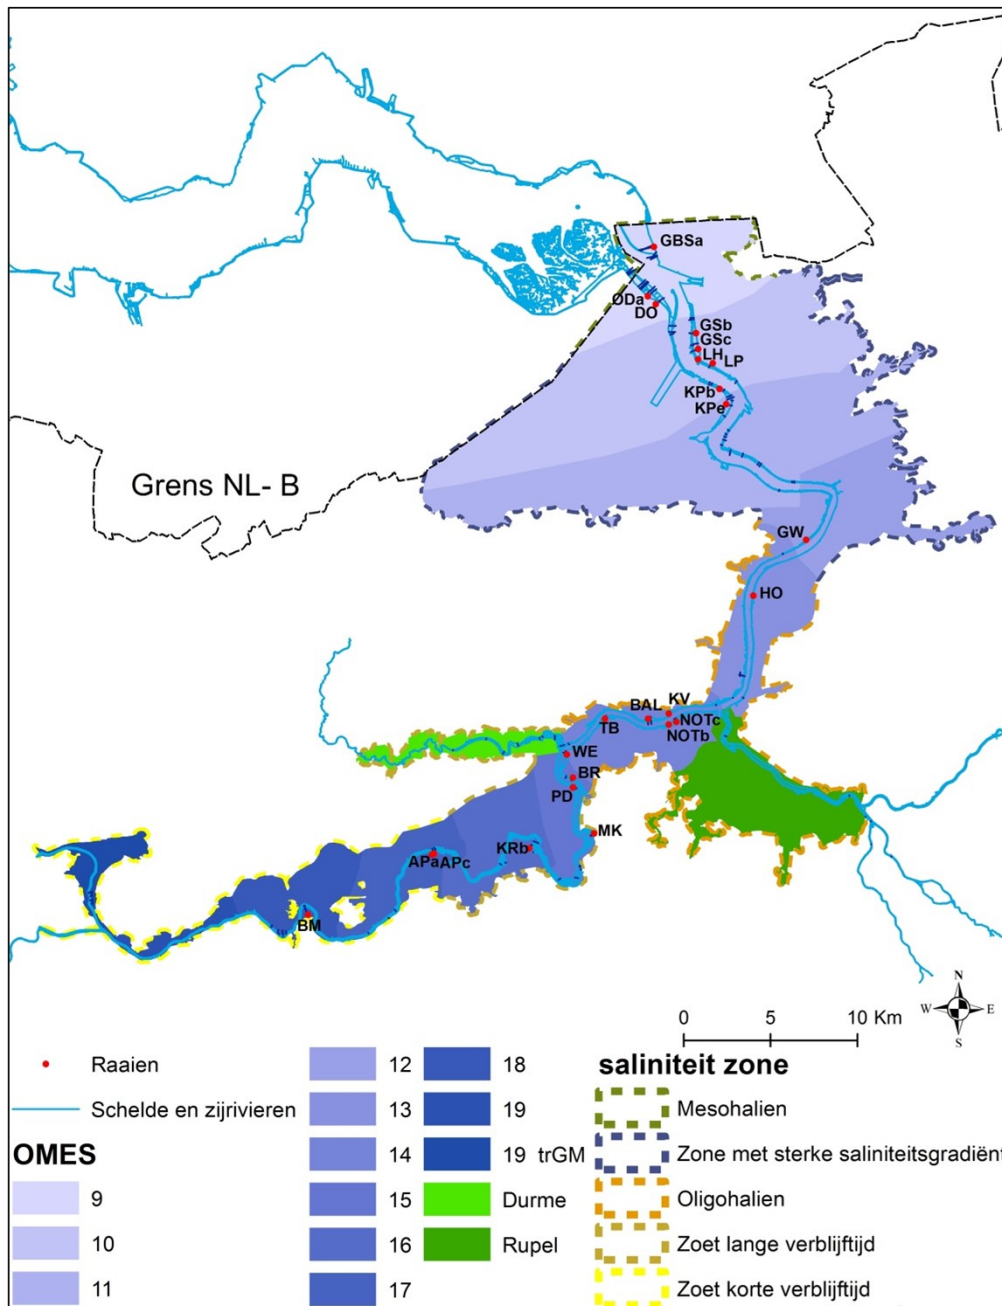 GBSa
ODa
DO
GSb
GSc
LH
LP
KPb
KPe
Grens NL- B
GW
HO
KV
BAL
NOTc
TB
NOTb
WE
BR
PD
MK
KRb
APa
APc
BM
N
W
E
S
0 5 10 Km
Raaien
Schelde en zijrivieren
OMES
9
10
11
12
13
14
15
16
17
18
19
19 trGM
Durme
Rupel
saliniteit zone
Mesohalien
Zone met sterke saliniteitsgradiënt
Oligohalien
Zoet lange verblijftijd
Zoet korte verblijftijd